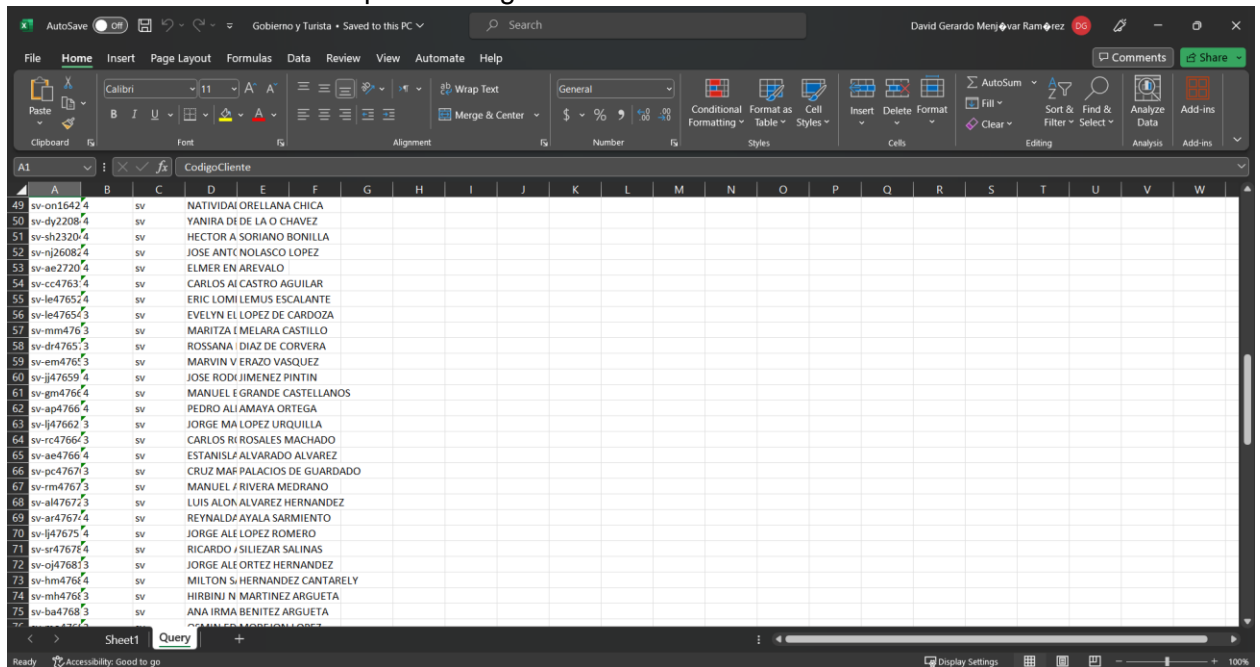 AutoSave Off Gobierno y Turista • Saved to this PC Search David Gerardo Menj�var Ram�rez DG
File Home Insert Page Layout Formulas Data Review View Automate Help Comments Share
Paste Calibri 11 A A Wrap Text General Conditional Formatting Format as Table Cell Styles Insert Delete Format AutoSum Sort & Filter Find & Select Analyze Data Add-ins
B I U A Merge & Center $ % Fill
Clear
Clipboard Font Alignment Number Styles Cells Editing Analysis Add-ins
A1 fx CodigoCliente
A B C D E F G H I J K L M N O P Q R S T U V W
49 sv-on1642 4 sv NATIVIDA ORELLANA CHICA
50 sv-dy2208 4 sv YANIRA DE DE LA O CHAVEZ
51 sv-sh2320 4 sv HECTOR A SORIANO BONILLA
52 sv-nj26082 4 sv JOSE ANTO NOLASCO LOPEZ
53 sv-ae2720 4 sv ELMER EN AREVALO
54 sv-cc4763 4 sv CARLOS AL CASTRO AGUILAR
55 sv-le47652 4 sv ERIC LOMI LEMUS ESCALANTE
56 sv-le47654 3 sv EVELYN EL LOPEZ DE CARDOZA
57 sv-mm476 3 sv MARITZA MELARA CASTILLO
58 sv-dr4765 3 sv ROSSANA DIAZ DE CORVERA
59 sv-em4765 3 sv MARVIN V ERAZO VASQUEZ
60 sv-jj47659 4 sv JOSE ROD JIMENEZ PINTIN
61 sv-gm4766 4 sv MANUEL E GRANDE CASTELLANOS
62 sv-ap4766 4 sv PEDRO AL AMAYA ORTEGA
63 sv-lj47662 3 sv JORGE MA LOPEZ URQUILLA
64 sv-rc47664 3 sv CARLOS R ROSALES MACHADO
65 sv-ae4766 4 sv ESTANISLA ALVARADO ALVAREZ
66 sv-pc4767 3 sv CRUZ MAR PALACIOS DE GUARDADO
67 sv-rm4767 3 sv MANUEL RIVERA MEDRANO
68 sv-al47672 3 sv LUIS ALON ALVAREZ HERNANDEZ
69 sv-ar4767 4 sv REYNALDA AYALA SARMIENTO
70 sv-lj47675 4 sv JORGE ALE LOPEZ ROMERO
71 sv-sr47678 4 sv RICARDO SILIEZAR SALINAS
72 sv-oj4768 3 sv JORGE ALE ORTEZ HERNANDEZ
73 sv-hm4768 4 sv MILTON S HERNANDEZ CANTARELY
74 sv-mh4768 3 sv HIRBINJ N MARTINEZ ARGUETA
75 sv-ba4768 3 sv ANA IRMA BENITEZ ARGUETA
Sheet1 Query +
Ready Accessibility: Good to go Display Settings 100%